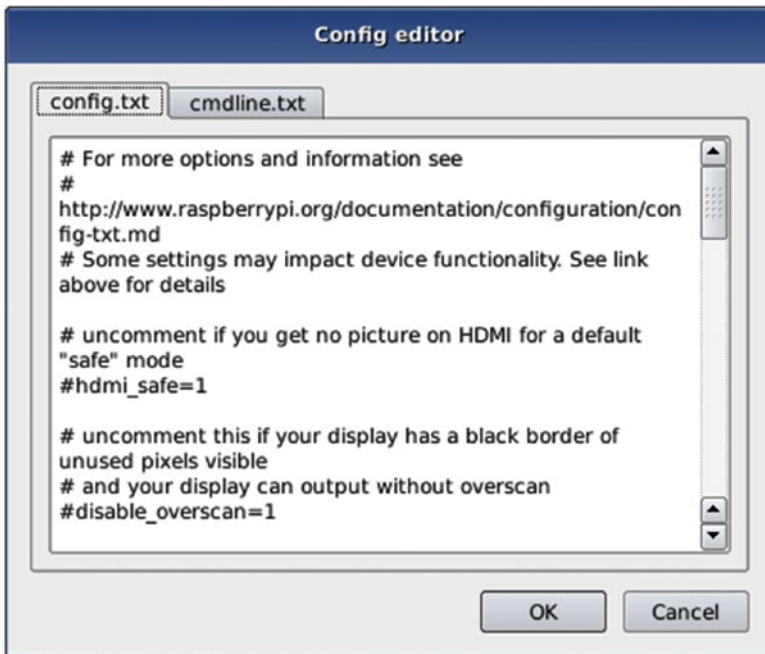 Config editor
config.txt
cmdline.txt
# For more options and information see
#
http://www.raspberrypi.org/documentation/configuration/con
fig-txt.md
# Some settings may impact device functionality. See link
above for details
# uncomment if you get no picture on HDMI for a default
"safe" mode
#hdmi_safe=1
# uncomment this if your display has a black border of
unused pixels visible
# and your display can output without overscan
#disable_overscan=1
OK
Cancel